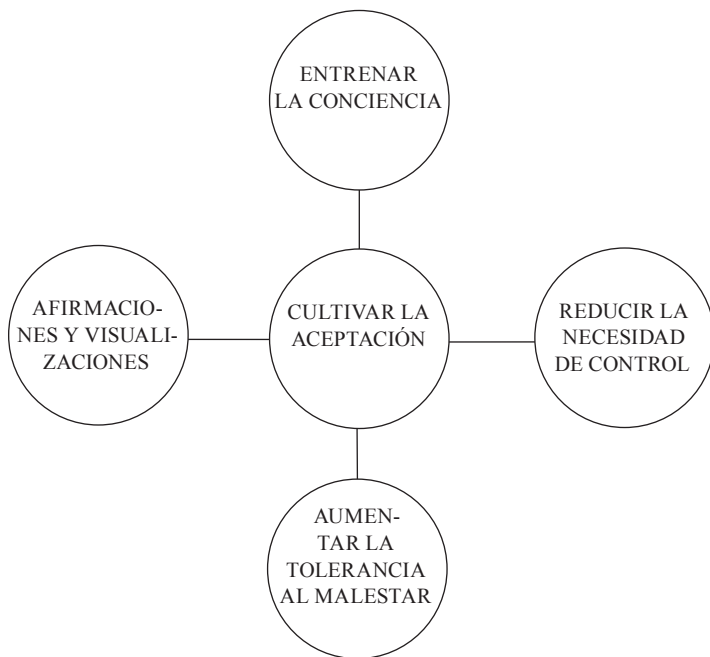 ENTRENAR
LA CONCIENCIA
AFIRMACIO-
NES Y VISUALI-
ZACIONES
CULTIVAR LA
ACEPTACIÓN
REDUCIR LA
NECESIDAD
DE CONTROL
AUMEN-
TAR LA
TOLERANCIA
AL MALESTAR